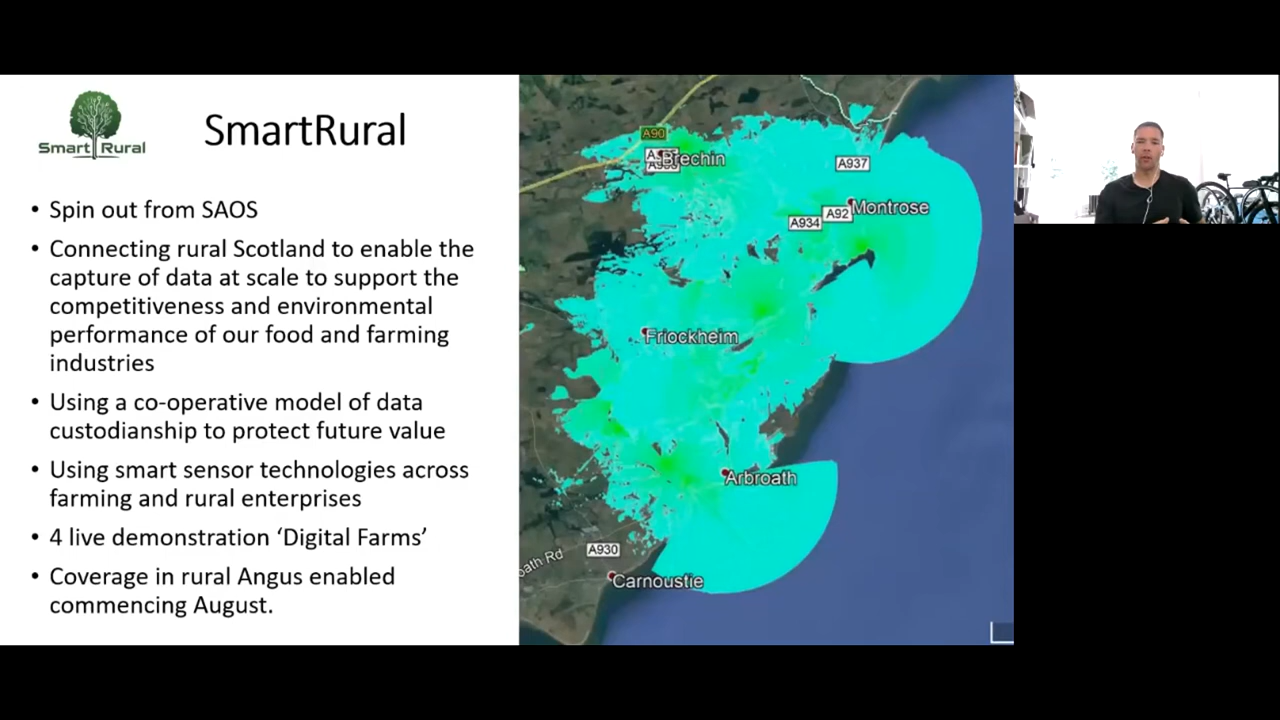 Smart Rural
SmartRural
• Spin out from SAOS
• Connecting rural Scotland to enable the
capture of data at scale to support the
competitiveness and environmental
performance of our food and farming
industries
• Using a co-operative model of data
custodianship to protect future value
• Using smart sensor technologies across
farming and rural enterprises
• 4 live demonstration ‘Digital Farms’
• Coverage in rural Angus enabled
commencing August.
A90
Brechin
A937
A92
Montrose
A934
Friockheim
Arbroath
A930
oath Rd
Carnoustie